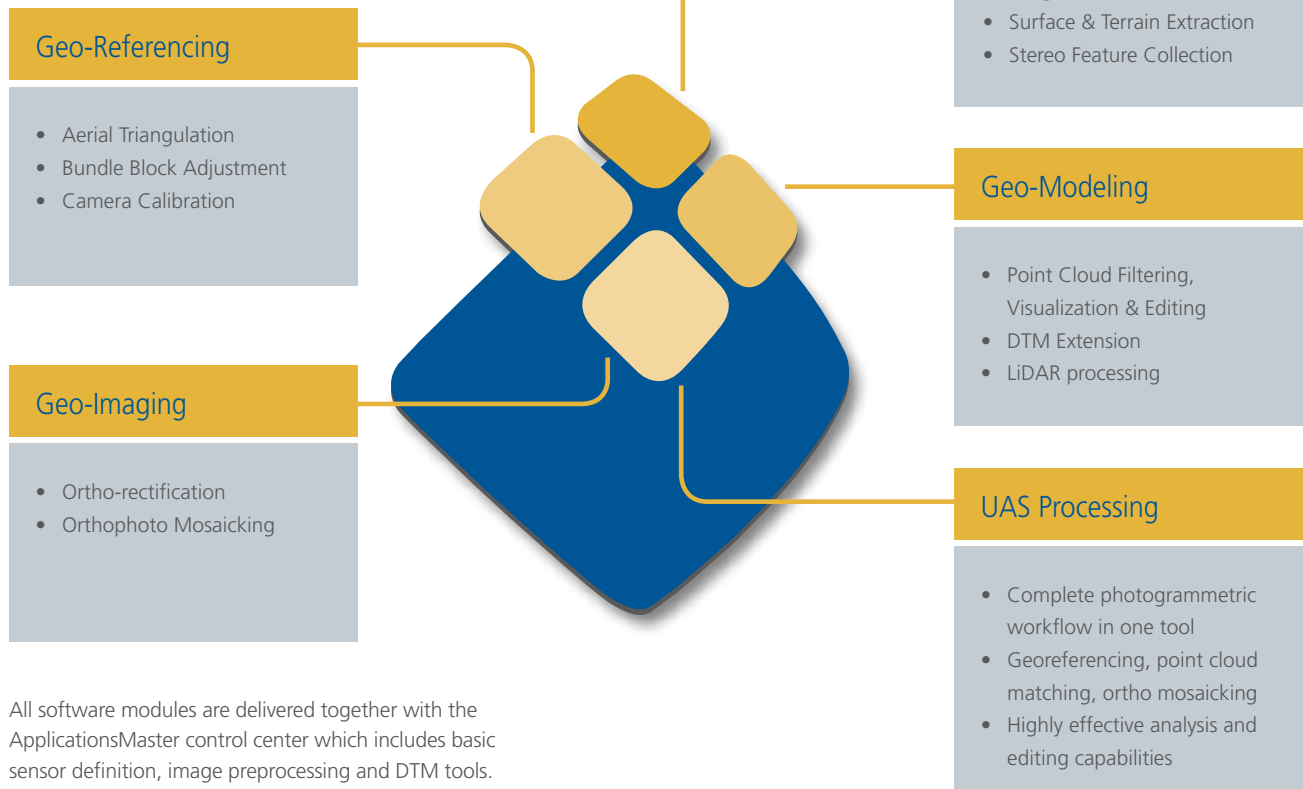 Geo-Referencing
• Aerial Triangulation
• Bundle Block Adjustment
• Camera Calibration
Geo-Imaging
• Ortho-rectification
• Orthophoto Mosaicking
All software modules are delivered together with the
ApplicationsMaster control center which includes basic
sensor definition, image preprocessing and DTM tools.
• Surface & Terrain Extraction
• Stereo Feature Collection
Geo-Modeling
• Point Cloud Filtering,
Visualization & Editing
• DTM Extension
• LiDAR processing
UAS Processing
• Complete photogrammetric
workflow in one tool
• Georeferencing, point cloud
matching, ortho mosaicking
• Highly effective analysis and
editing capabilities